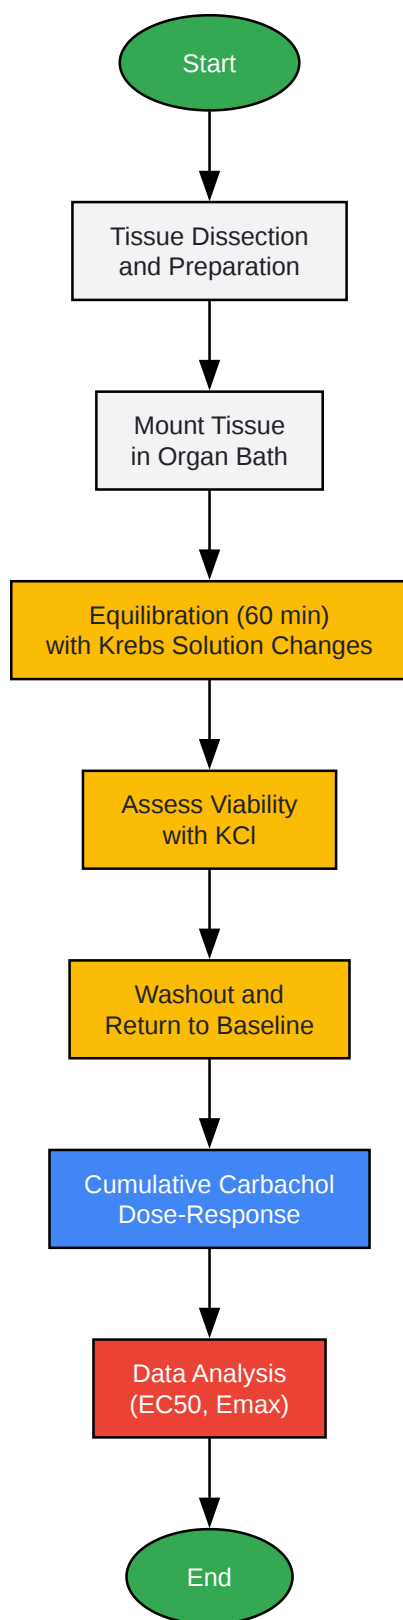 Start
Tissue Dissection
and Preparation
Mount Tissue
in Organ Bath
Equilibration (60 min)
with Krebs Solution Changes
Assess Viability
with KCl
Washout and
Return to Baseline
Cumulative Carbachol
Dose-Response
Data Analysis
(EC50, Emax)
End